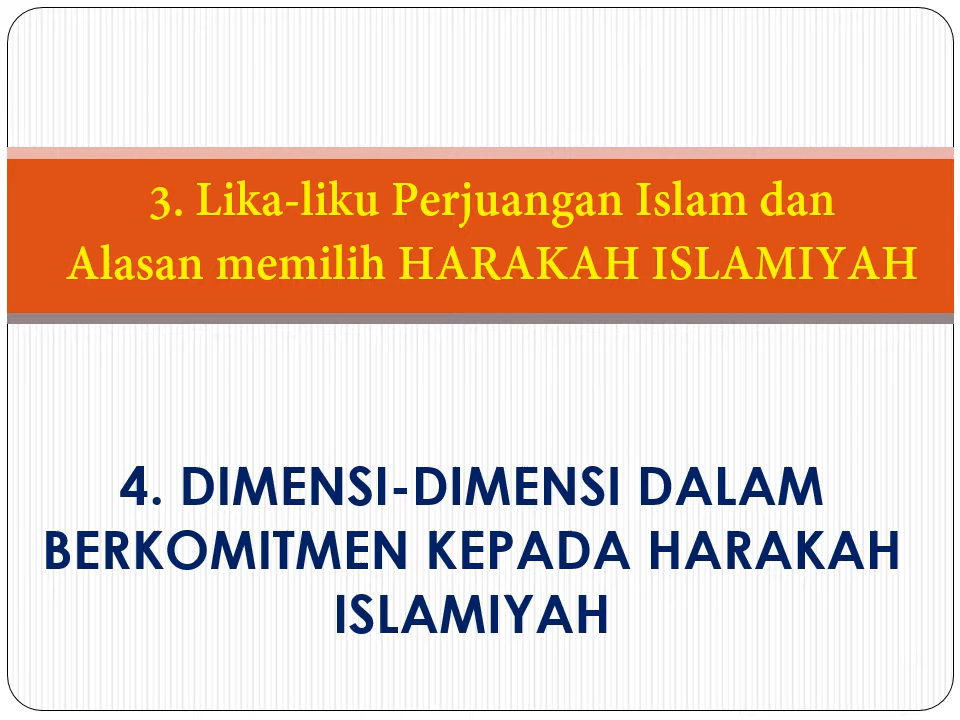 3. Lika-liku Perjuangan Islam dan
Alasan memilih HARAKAH ISLAMIYAH
4. DIMENSI-DIMENSI DALAM
BERKOMITMEN KEPADA HARAKAH
ISLAMIYAH